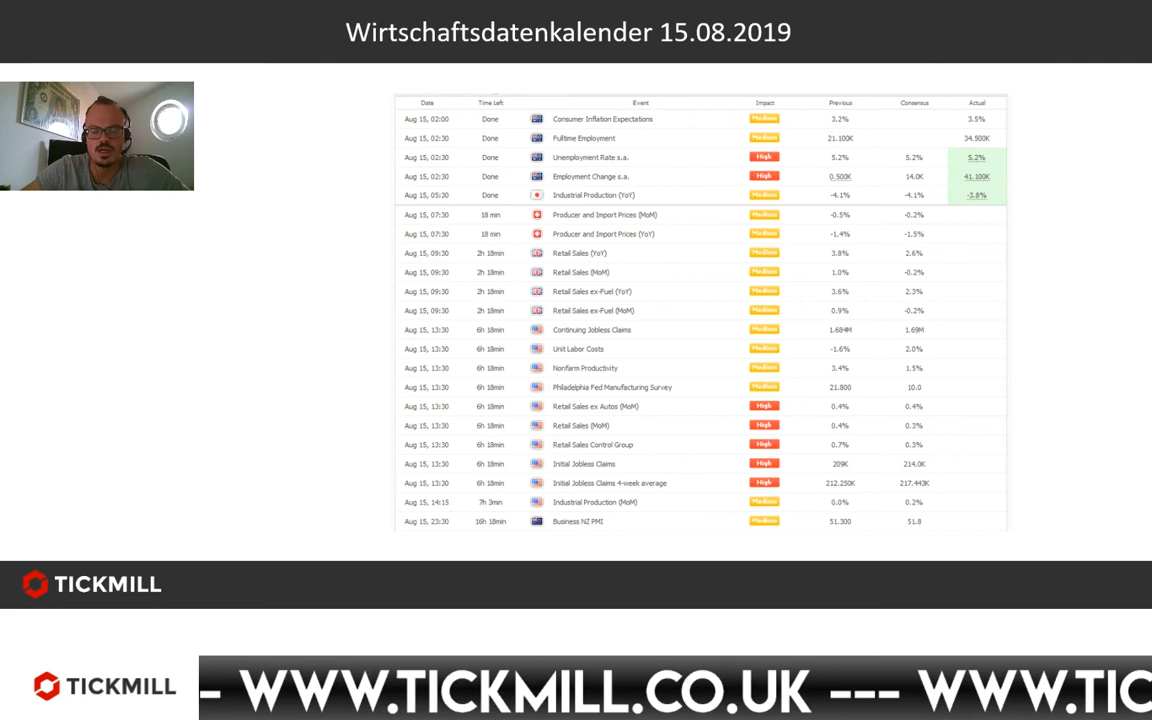 Wirtschaftsdatenkalender 15.08.2019
Date Time Left Event Impact Previous Consensus Actual
Aug 15, 02:00 Done Consumer Inflation Expectations Medium 3.2% 3.5%
Aug 15, 02:30 Done Fulltime Employment Medium 21.100K 34.500K
Aug 15, 02:30 Done Unemployment Rate s.a. High 5.2% 5.2% 5.2%
Aug 15, 02:30 Done Employment Change s.a. High 0.500K 14.0K 41.100K
Aug 15, 05:30 Done Industrial Production (YoY) Medium -4.1% -4.1% -3.8%
Aug 15, 07:30 18 min Producer and Import Prices (MoM) Medium -0.5% -0.2%
Aug 15, 07:30 18 min Producer and Import Prices (YoY) Medium -1.4% -1.5%
Aug 15, 09:30 2h 18min Retail Sales (YoY) Medium 3.8% 2.6%
Aug 15, 09:30 2h 18min Retail Sales (MoM) Medium 1.0% -0.2%
Aug 15, 09:30 2h 18min Retail Sales ex-Fuel (YoY) Medium 3.6% 2.3%
Aug 15, 09:30 2h 18min Retail Sales ex-Fuel (MoM) Medium 0.9% -0.2%
Aug 15, 13:30 6h 18min Continuing Jobless Claims Medium 1.684M 1.69M
Aug 15, 13:30 6h 18min Unit Labor Costs Medium -1.6% 2.0%
Aug 15, 13:30 6h 18min Nonfarm Productivity Medium 3.4% 1.5%
Aug 15, 13:30 6h 18min Philadelphia Fed Manufacturing Survey Medium 21.800 10.0
Aug 15, 13:30 6h 18min Retail Sales ex Autos (MoM) High 0.4% 0.4%
Aug 15, 13:30 6h 18min Retail Sales (MoM) High 0.4% 0.3%
Aug 15, 13:30 6h 18min Retail Sales Control Group High 0.7% 0.3%
Aug 15, 13:30 6h 18min Initial Jobless Claims High 209K 214.0K
Aug 15, 13:30 6h 18min Initial Jobless Claims 4-week average High 212.250K 217.443K
Aug 15, 14:15 7h 3min Industrial Production (MoM) Medium 0.0% 0.2%
Aug 15, 23:30 16h 18min Business NZ PMI Medium 51.300 51.8
TICKMILL
TICKMILL
- WWW.TICKMILL.CO.UK --- WWW.TIC